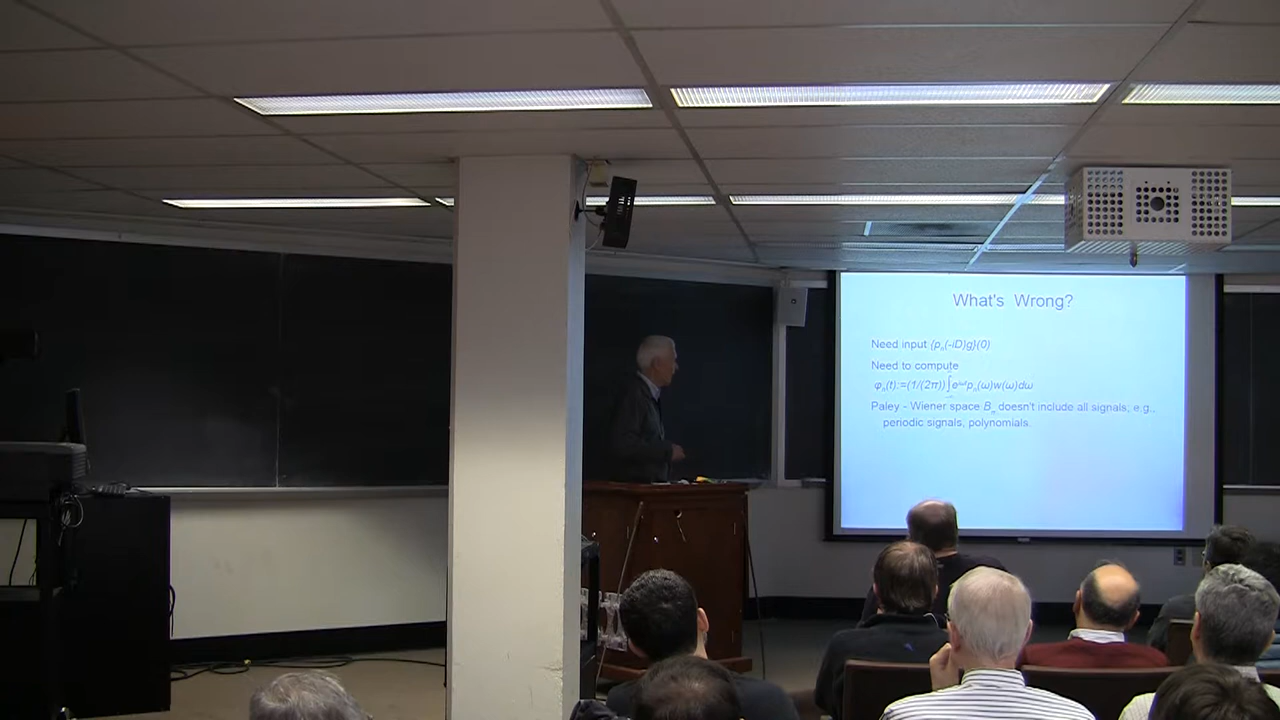 What's Wrong?
Need input {pₙ(-iD)g}(0)
Need to compute
φₙ(t):=(1/(2π))∫e^{iωt}pₙ(ω)w(ω)dω
Paley - Wiener space B doesn't include all signals; e.g.,
periodic signals, polynomials.